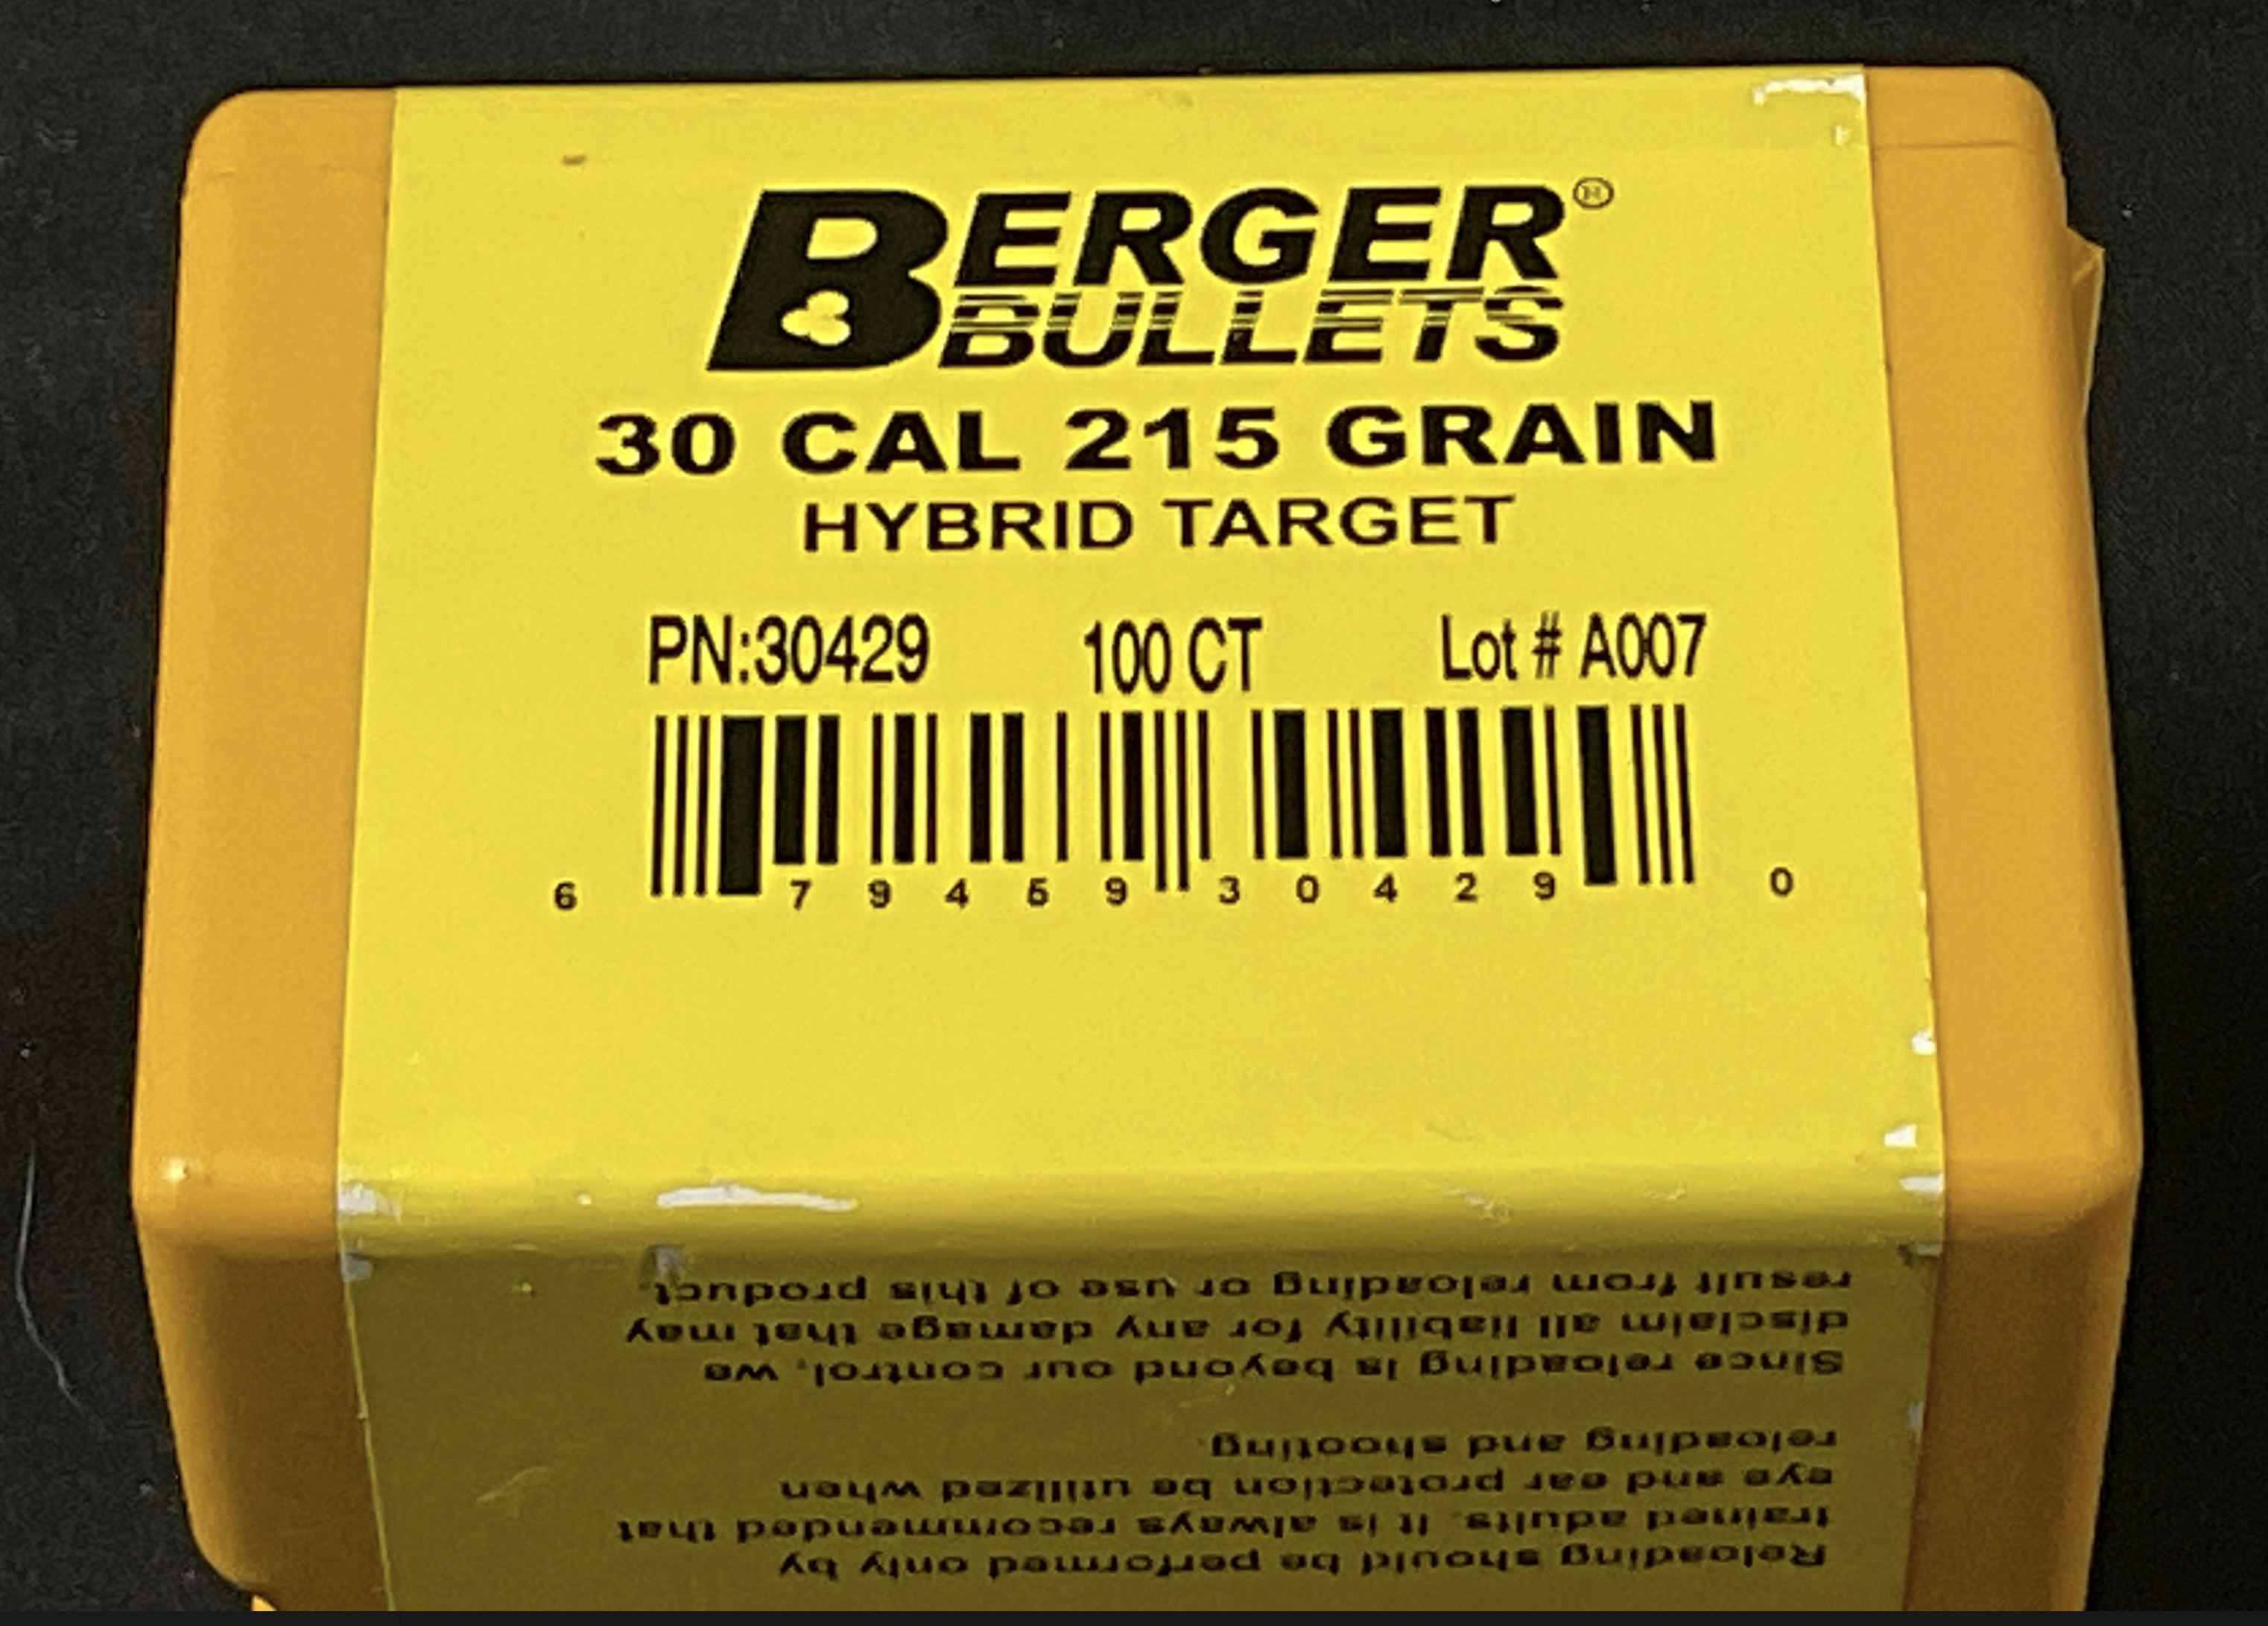 BERGER®
BULLETS
30 CAL 215 GRAIN
HYBRID TARGET
PN:30429 100 CT Lot # A007
6 79459 30429 0
Reloading should be performed only by
trained adults. It is always recommended that
eye and ear protection be utilized when
reloading and shooting.
Since reloading is beyond our control, we
disclaim all liability for any damage that may
result from reloading or use of this product.